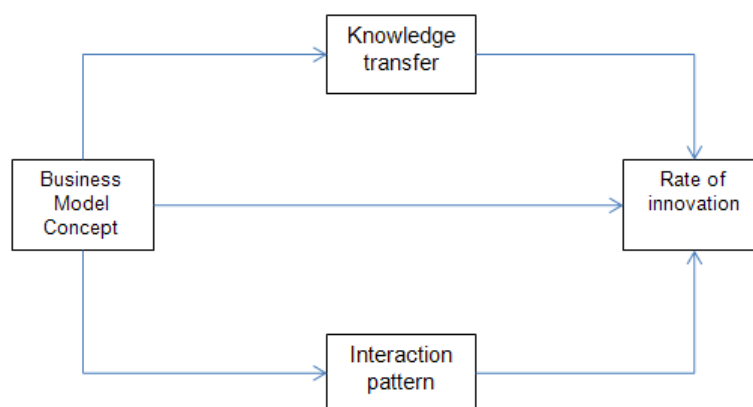 Knowledge
transfer
Business
Model
Concept
Rate of
innovation
Interaction
pattern